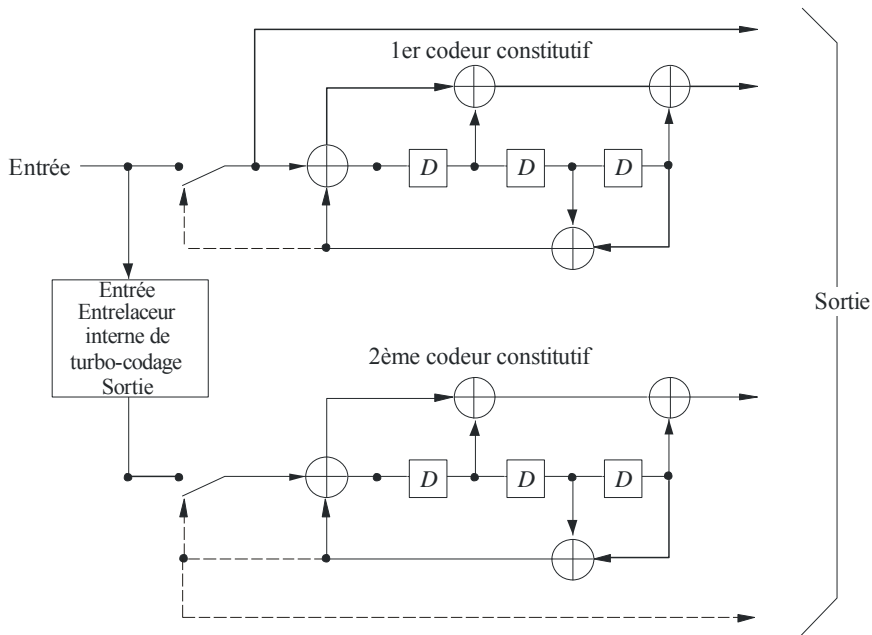 1er codeur constitutif
Entrée
D
D
D
Entrée
Entrelaceur
interne de
turbo-codage
Sortie
Sortie
2ème codeur constitutif
D
D
D